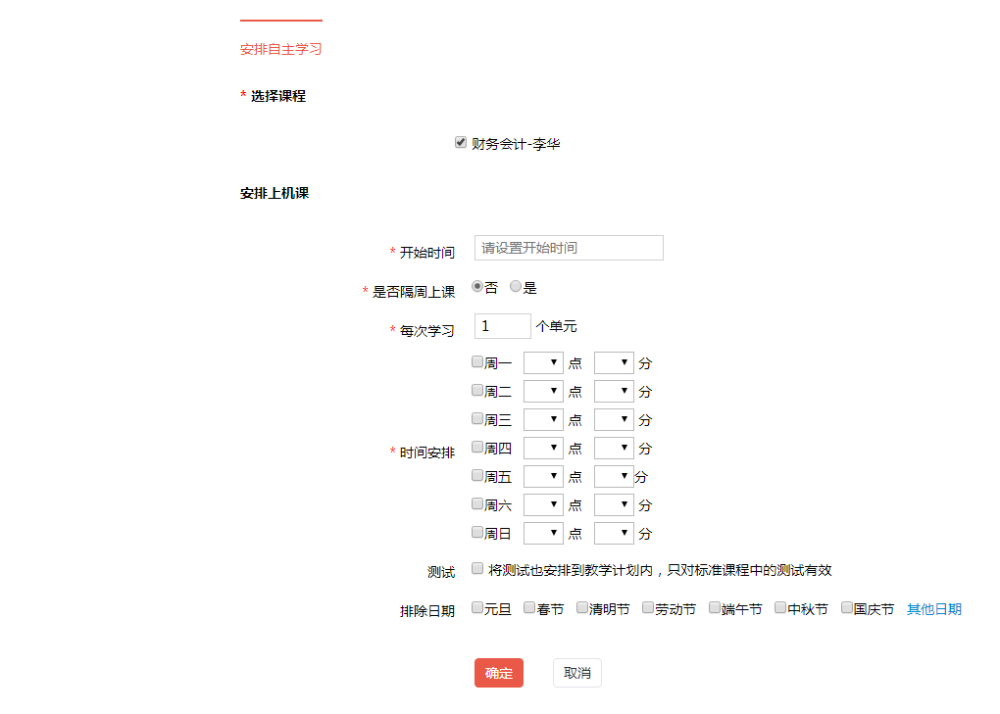 安排自主学习
* 选择课程
财务会计-李华
安排上机课
* 开始时间 请设置开始时间
* 是否隔周上课 否 是
* 每次学习 1 个单元
周一 点 分
周二 点 分
周三 点 分
* 时间安排 周四 点 分
周五 点 分
周六 点 分
周日 点 分
测试 将测试也安排到教学计划内，只对标准课程中的测试有效
排除日期 元旦 春节 清明节 劳动节 端午节 中秋节 国庆节 其他日期
确定 取消